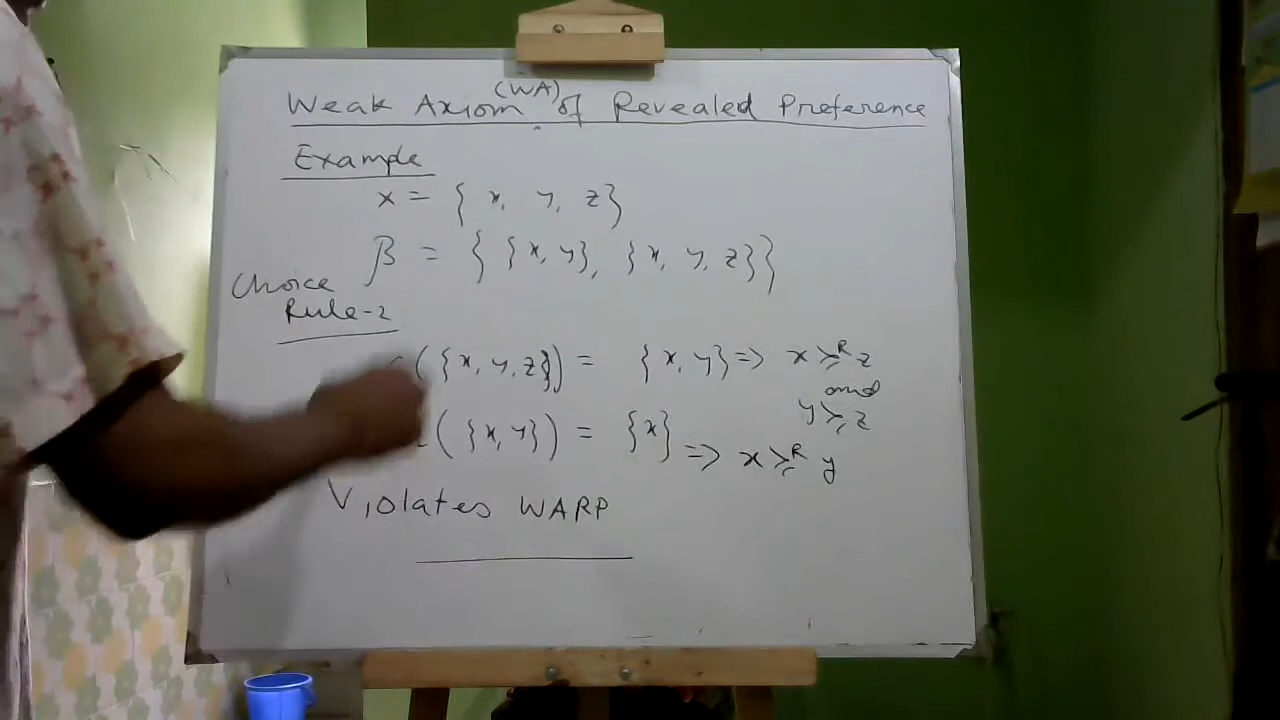 Weak Axiom (WA) of Revealed Preference
Example
X = { x, y, z}
β = { {x, y}, {x, y, z}}
Choice
Rule-2
({x, y, z}) = {x, y} => x ≽ᴿ z
and
y ≽ z
({x, y}) = {x} => x ≽ᴿ y
Violates WARP